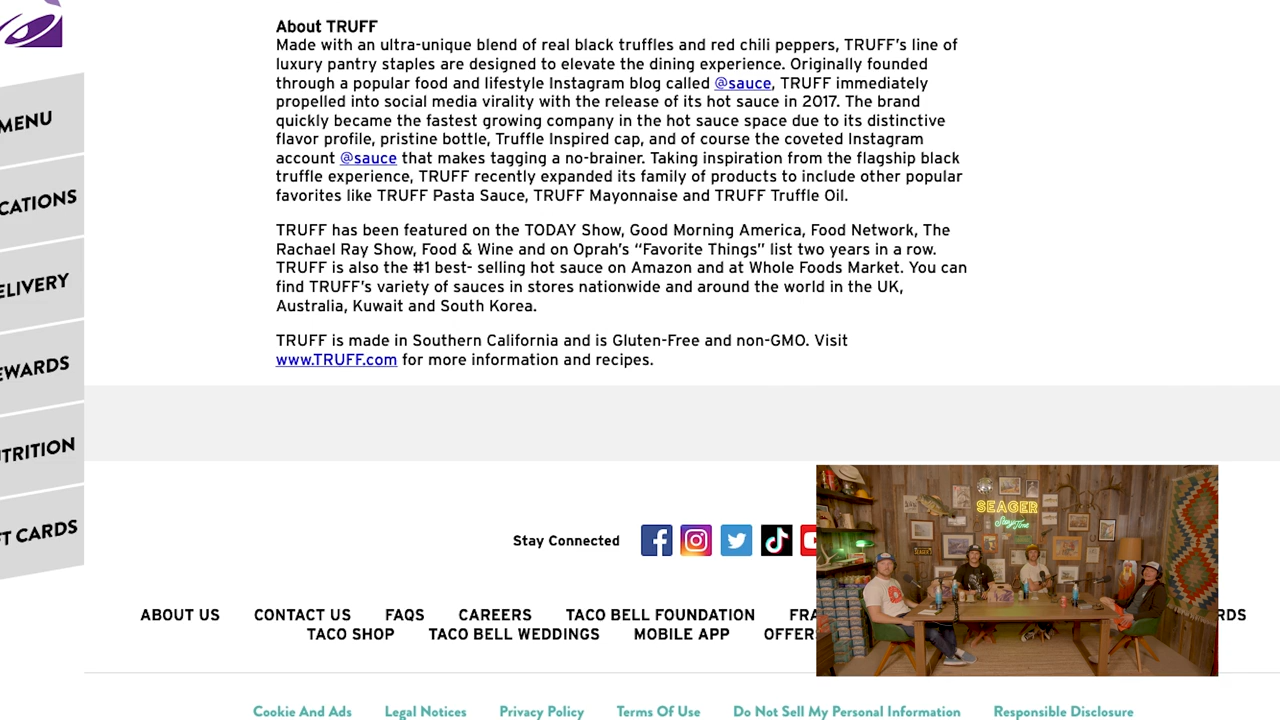 About TRUFF
Made with an ultra-unique blend of real black truffles and red chili peppers, TRUFF’s line of
luxury pantry staples are designed to elevate the dining experience. Originally founded
through a popular food and lifestyle Instagram blog called @sauce, TRUFF immediately
propelled into social media virality with the release of its hot sauce in 2017. The brand
quickly became the fastest growing company in the hot sauce space due to its distinctive
flavor profile, pristine bottle, Truffle Inspired cap, and of course the coveted Instagram
account @sauce that makes tagging a no-brainer. Taking inspiration from the flagship black
truffle experience, TRUFF recently expanded its family of products to include other popular
favorites like TRUFF Pasta Sauce, TRUFF Mayonnaise and TRUFF Truffle Oil.
TRUFF has been featured on the TODAY Show, Good Morning America, Food Network, The
Rachael Ray Show, Food & Wine and on Oprah’s “Favorite Things” list two years in a row.
TRUFF is also the #1 best- selling hot sauce on Amazon and at Whole Foods Market. You can
find TRUFF’s variety of sauces in stores nationwide and around the world in the UK,
Australia, Kuwait and South Korea.
TRUFF is made in Southern California and is Gluten-Free and non-GMO. Visit
www.TRUFF.com for more information and recipes.
MENU
CATIONS
ELIVERY
EWARDS
TRITION
FT CARDS
Stay Connected
SEAGER
ABOUT US CONTACT US FAQS CAREERS TACO BELL FOUNDATION FRA RDS
TACO SHOP TACO BELL WEDDINGS MOBILE APP OFFER
Cookie And Ads Legal Notices Privacy Policy Terms Of Use Do Not Sell My Personal Information Responsible Disclosure